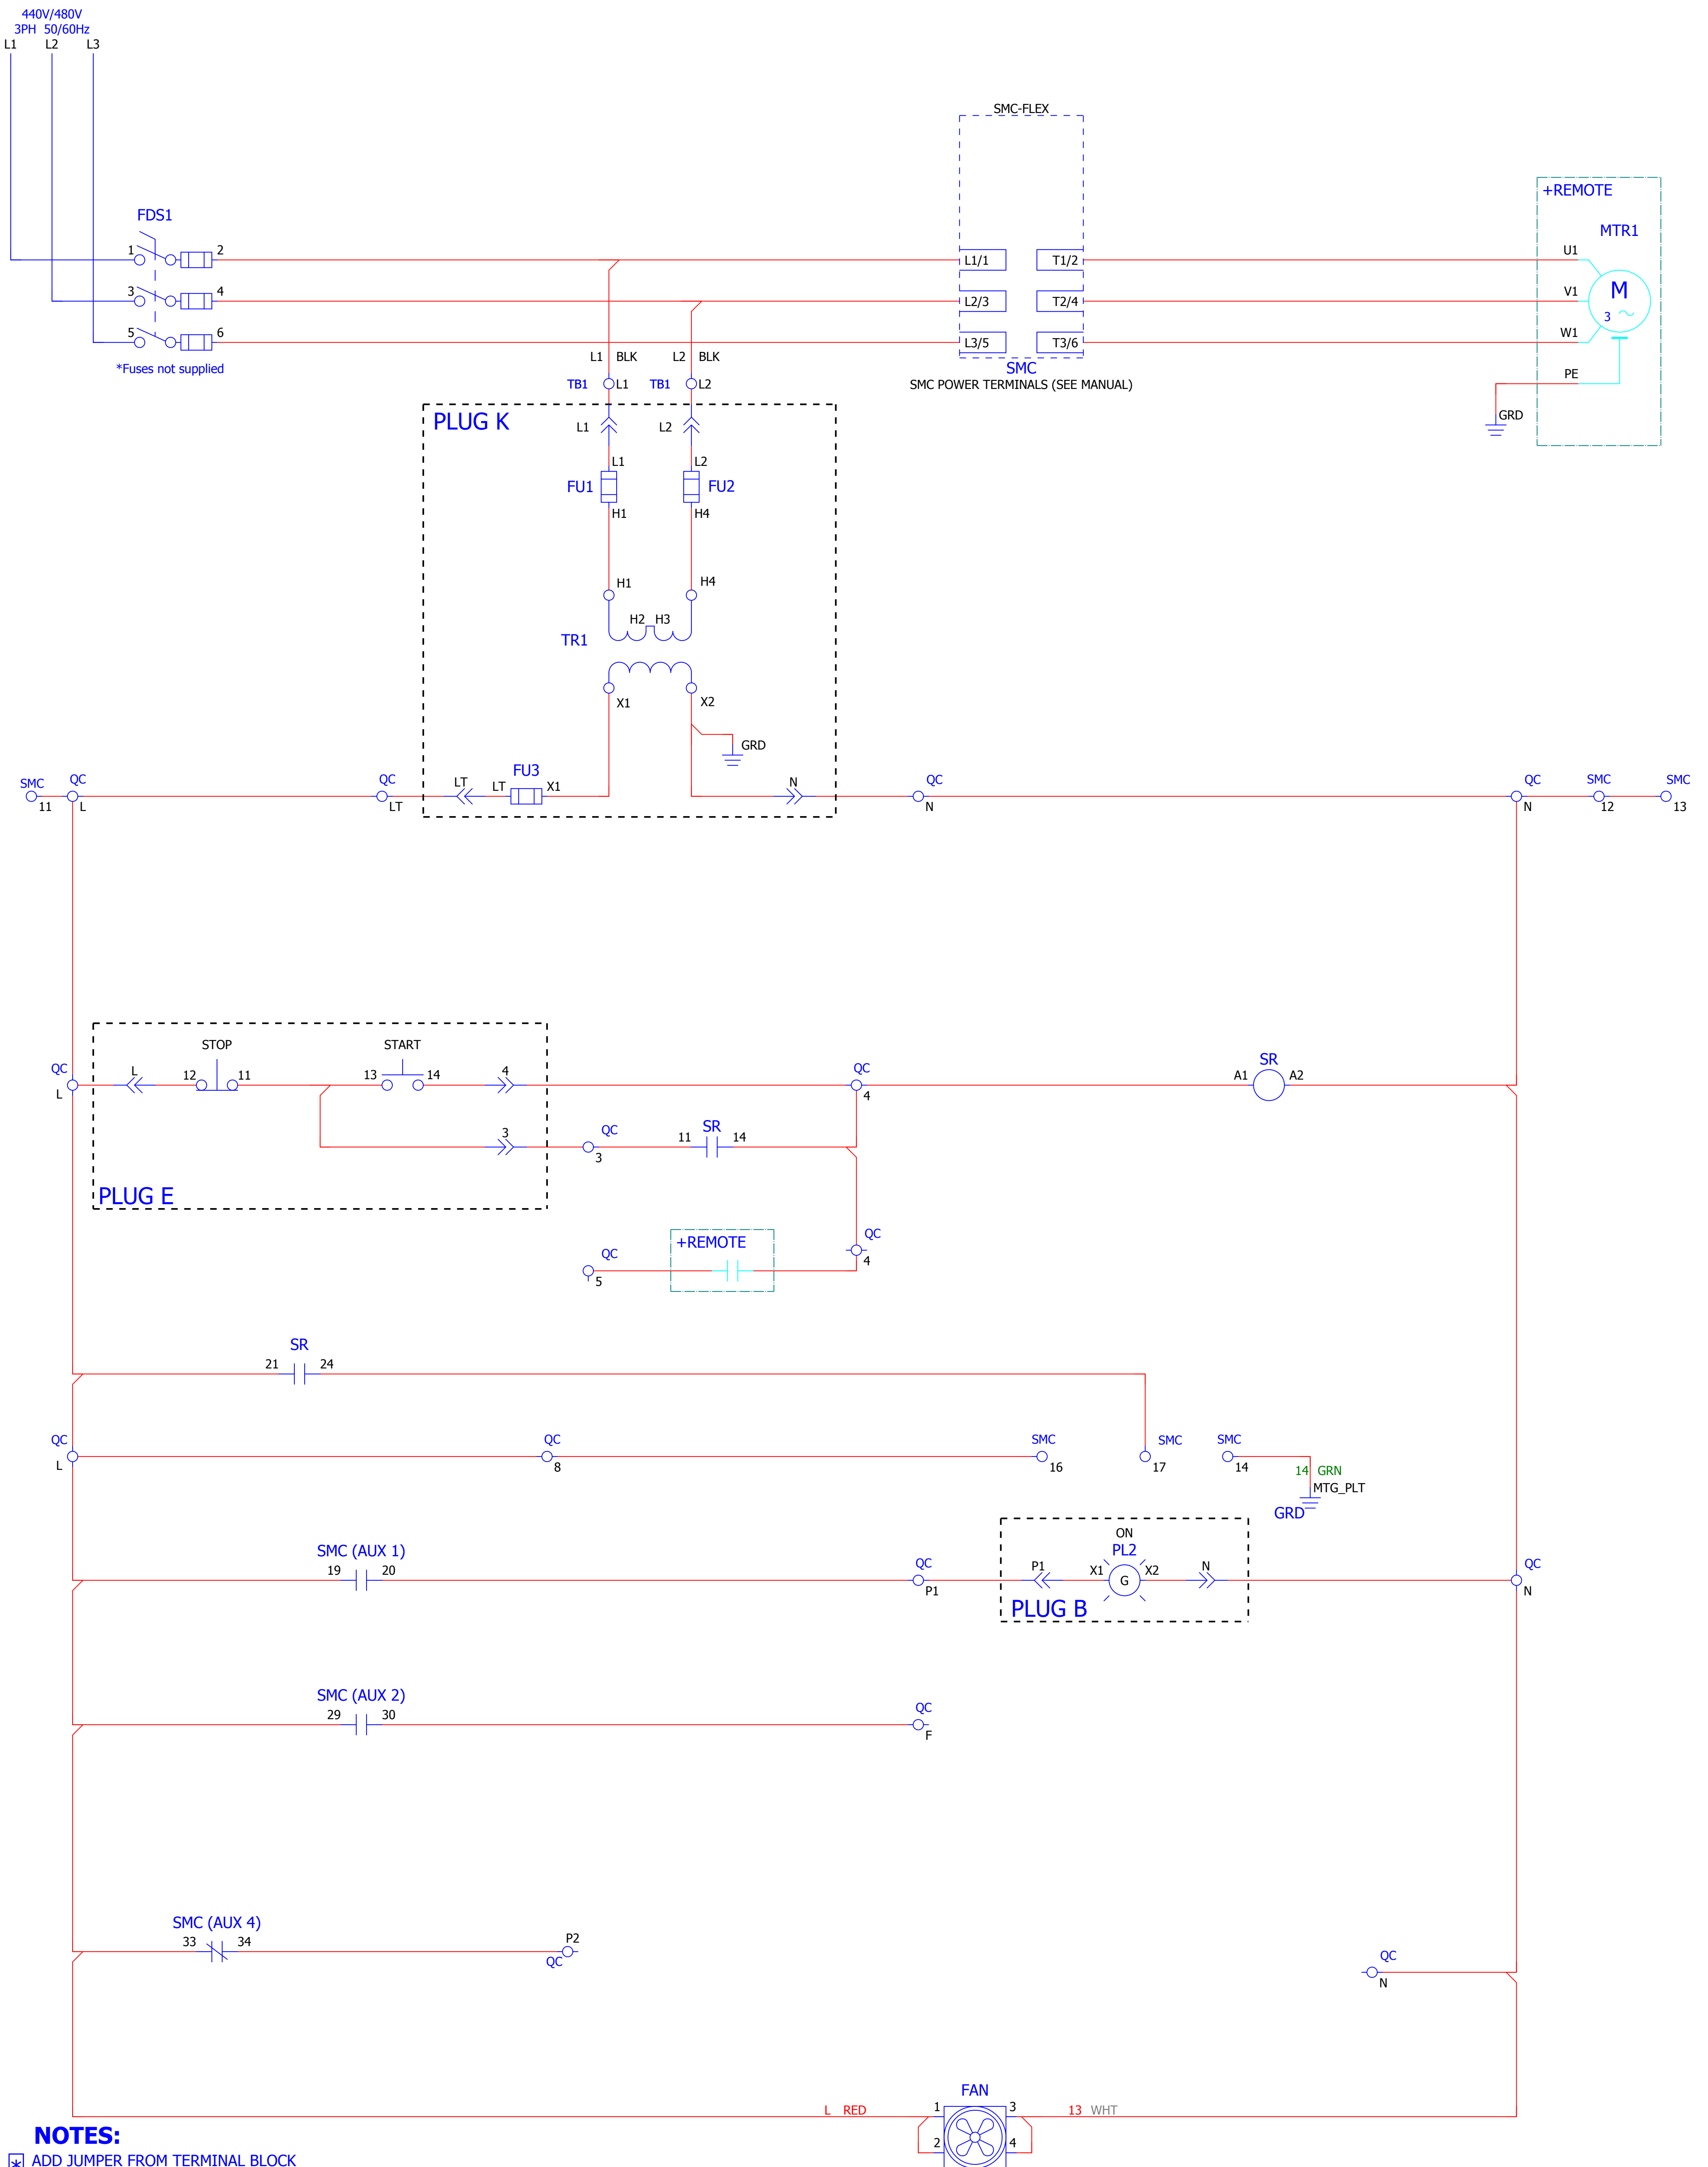 440V/480V
3PH 50/60Hz
L1 L2 L3
SMC-FLEX
+REMOTE
MTR1
FDS1
1 2
L1/1 T1/2
U1
3 4
L2/3 T2/4
V1
M
3
5 6
L3/5 T3/6
W1
*Fuses not supplied
L1 BLK L2 BLK
SMC
SMC POWER TERMINALS (SEE MANUAL)
PE
TB1 L1 TB1 L2
GRD
PLUG K
L1 L2
L1 L2
FU1 FU2
H1 H4
H1 H4
H2 H3
TR1
X1 X2
GRD
SMC QC QC LT LT FU3 X1 N QC QC SMC SMC
11 L LT N N 12 13
STOP START
QC L 12 11 13 14 4 QC SR
L 4 A1 A2
3 QC 11 SR 14
3
PLUG E
+REMOTE
QC QC
5 4
SR
21 24
QC QC SMC SMC SMC
L 8 16 17 14
14 GRN
MTG_PLT
GRD
ON
PL2
SMC (AUX 1)
19 20 QC P1 X1 G X2 N QC
P1 N
PLUG B
SMC (AUX 2)
29 30 QC
F
SMC (AUX 4)
33 34 P2
QC
QC
N
FAN
L RED 1 3 13 WHT
2 4
NOTES:
* ADD JUMPER FROM TERMINAL BLOCK